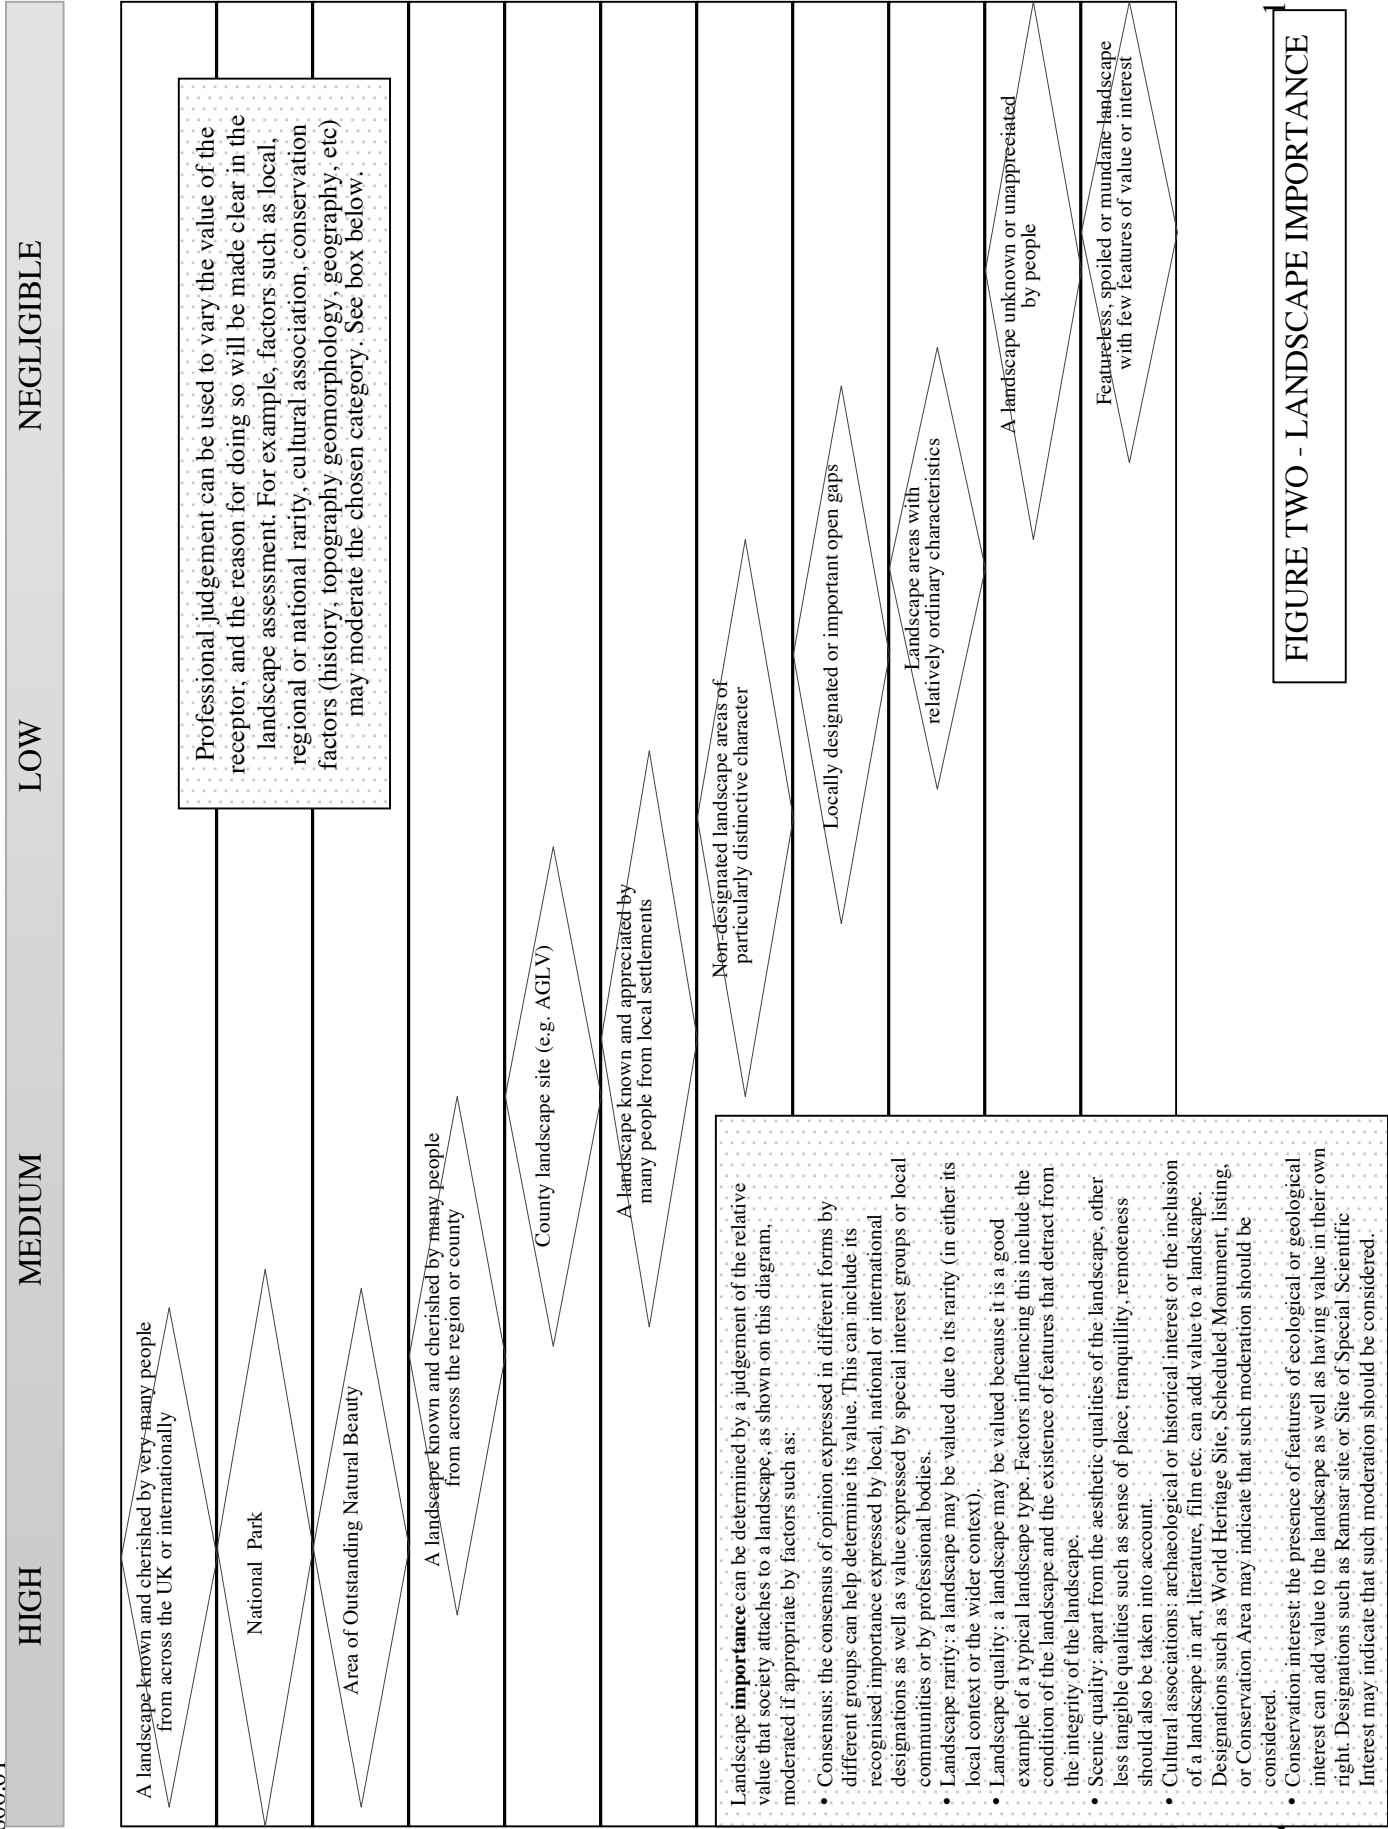 HIGH MEDIUM LOW NEGLIGIBLE
A landscape known and cherished by very many people
from across the UK or internationally
National Park
Area of Outstanding Natural Beauty
Professional judgement can be used to vary the value of the
receptor, and the reason for doing so will be made clear in the
landscape assessment. For example, factors such as local,
regional or national rarity, cultural association, conservation
factors (history, topography geomorphology, geography, etc)
may moderate the chosen category. See box below.
A landscape known and cherished by many people
from across the region or county
County landscape site (e.g. AGLV)
A landscape known and appreciated by
many people from local settlements
Non-designated landscape areas of
particularly distinctive character
Locally designated or important open gaps
Landscape areas with
relatively ordinary characteristics
A landscape unknown or unappreciated
by people
Featureless, spoiled or mundane landscape
with few features of value or interest
Landscape importance can be determined by a judgement of the relative
value that society attaches to a landscape, as shown on this diagram,
moderated if appropriate by factors such as:
• Consensus: the consensus of opinion expressed in different forms by
different groups can help determine its value. This can include its
recognised importance expressed by local, national or international
designations as well as value expressed by special interest groups or local
communities or by professional bodies.
• Landscape rarity: a landscape may be valued due to its rarity (in either its
local context or the wider context).
• Landscape quality: a landscape may be valued because it is a good
example of a typical landscape type. Factors influencing this include the
condition of the landscape and the existence of features that detract from
the integrity of the landscape.
• Scenic quality: apart from the aesthetic qualities of the landscape, other
less tangible qualities such as sense of place, tranquillity, remoteness
should also be taken into account.
• Cultural associations: archaeological or historical interest or the inclusion
of a landscape in art, literature, film etc. can add value to a landscape.
Designations such as World Heritage Site, Scheduled Monument, listing,
or Conservation Area may indicate that such moderation should be
considered.
• Conservation interest: the presence of features of ecological or geological
interest can add value to the landscape as well as having value in their own
right. Designations such as Ramsar site or Site of Special Scientific
Interest may indicate that such moderation should be considered.
FIGURE TWO - LANDSCAPE IMPORTANCE